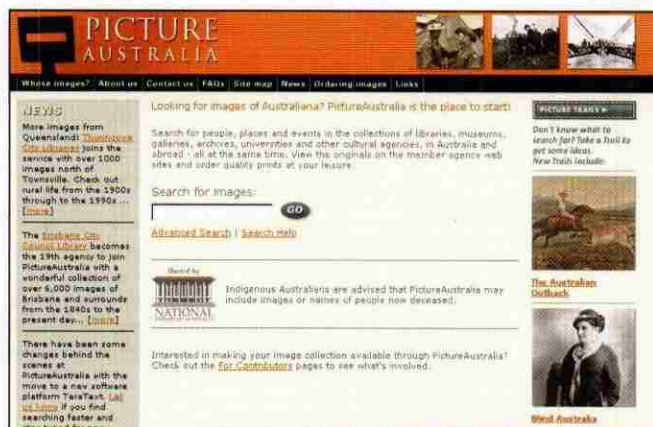 PICTURE
AUSTRALIA
Whose images? About us Contact us FAQs Site map News Ordering images Links
NEWS
More images from
Queensland! Thuringowa
City Libraries joins the
service with over 1000
images north of
Townsville. Check out
rural life from the 1900s
through to the 1990s ...
[more]
The Brisbane City
Council Library becomes
the 19th agency to join
PictureAustralia with a
wonderful collection of
over 6,000 images of
Brisbane and surrounds
from the 1840s to the
present day... [more]
There have been some
changes behind the
scenes at
PictureAustralia with the
move to a new software
platform TeraText. Let
us know if you find
searching faster and
Looking for images of Australiana? PictureAustralia is the place to start!
Search for people, places and events in the collections of libraries, museums,
galleries, archives, universities and other cultural agencies, in Australia and
abroad - all at the same time. View the originals on the member agency web
sites and order quality prints at your leisure.
Search for images:
GO
Advanced Search | Search Help
Hosted by
NATIONAL
Indigenous Australians are advised that PictureAustralia may
include images or names of people now deceased.
Interested in making your image collection available through PictureAustralia?
Check out the For Contributors pages to see what's involved.
PICTURE TRAILS
Don't know what to
search for? Take a Trail to
get some ideas.
New Trails include:
The Australian
Outback
Blind Australia